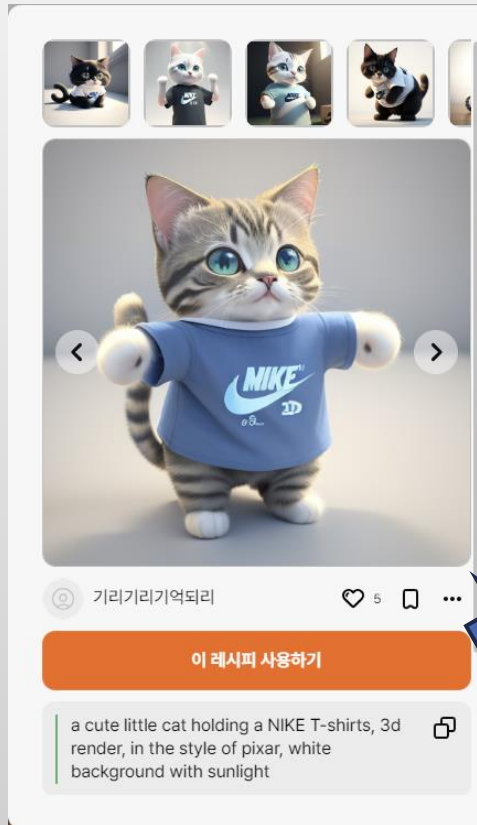 NIKE
기리기리기억되리
5
이 레시피 사용하기
a cute little cat holding a NIKE T-shirts, 3d
render, in the style of pixar, white
background with sunlight